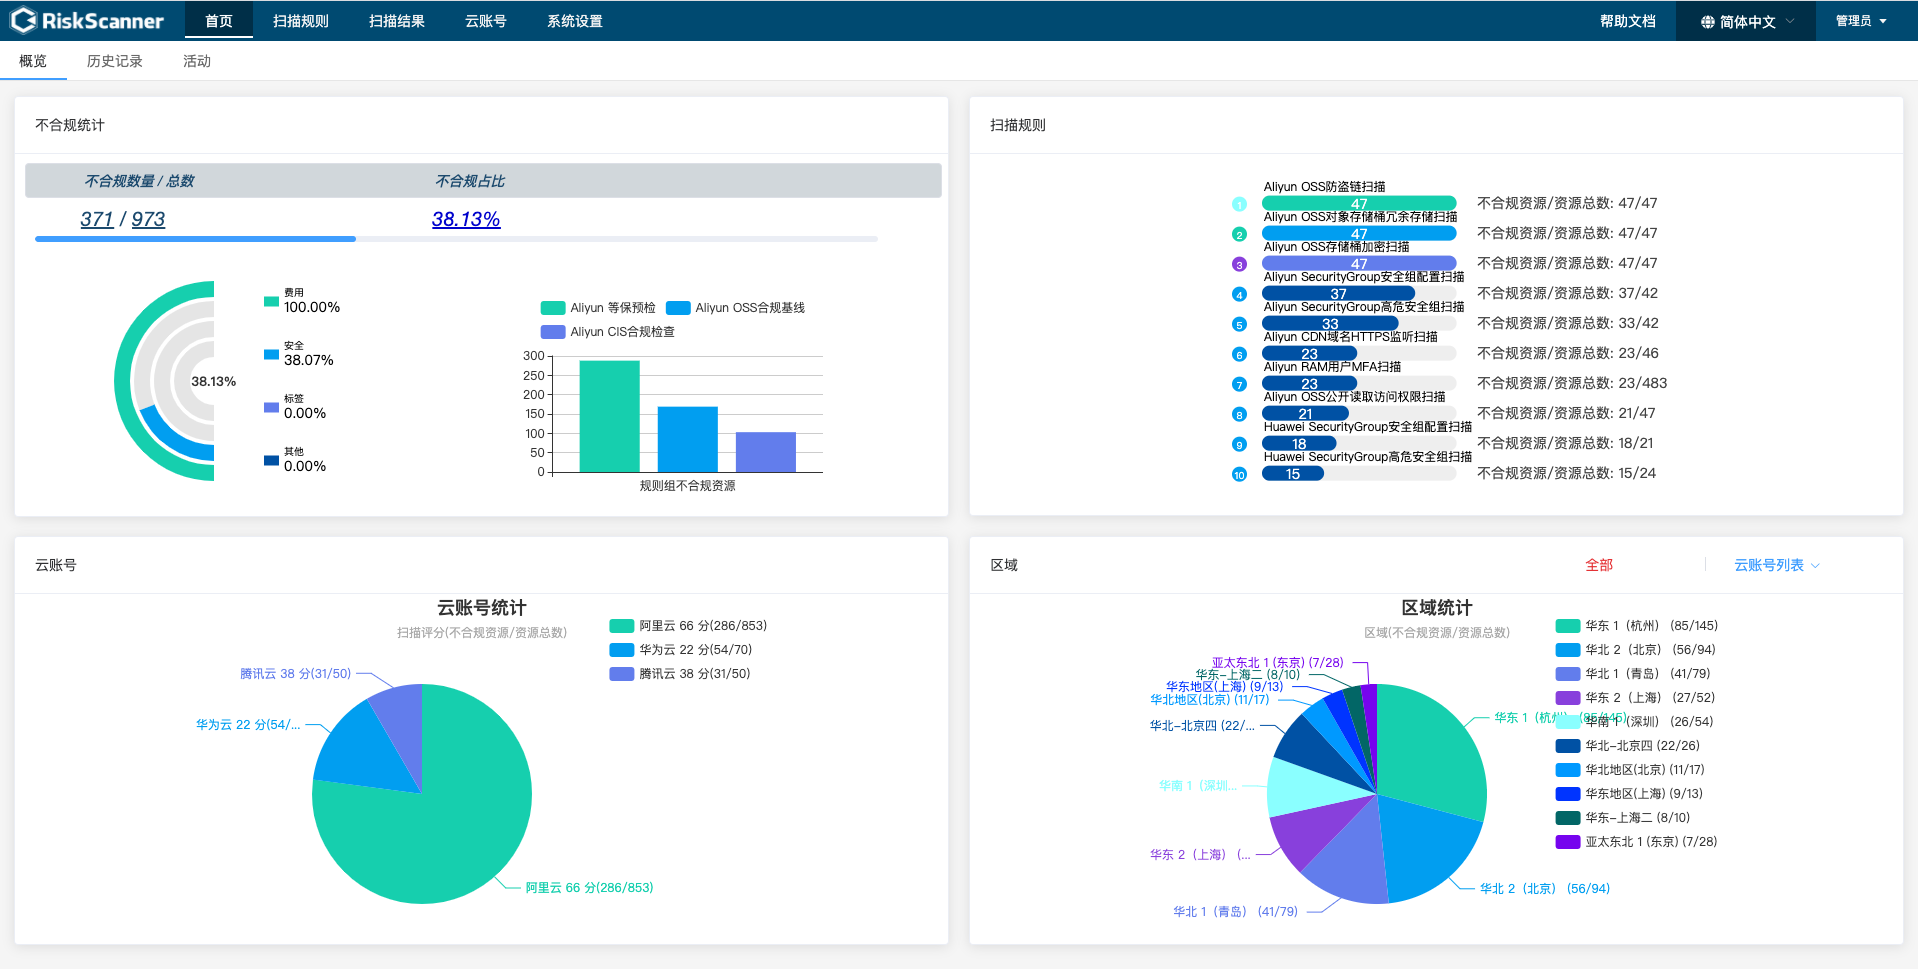 RiskScanner
首页
扫描规则
扫描结果
云账号
系统设置
帮助文档
简体中文
管理员
概览
历史记录
活动
不合规统计
不合规数量 / 总数
不合规占比
371 / 973
38.13%
费用
100.00%
安全
38.07%
标签
0.00%
其他
0.00%
38.13%
Aliyun 等保预检
Aliyun OSS合规基线
Aliyun CIS合规检查
300
250
200
150
100
50
0
规则组不合规资源
扫描规则
Aliyun OSS防盗链扫描
1
47
不合规资源/资源总数: 47/47
Aliyun OSS对象存储桶冗余存储扫描
2
47
不合规资源/资源总数: 47/47
Aliyun OSS存储桶加密扫描
3
47
不合规资源/资源总数: 47/47
Aliyun SecurityGroup安全组配置扫描
4
37
不合规资源/资源总数: 37/42
Aliyun SecurityGroup高危安全组扫描
5
33
不合规资源/资源总数: 33/42
Aliyun CDN域名HTTPS监听扫描
6
23
不合规资源/资源总数: 23/46
Aliyun RAM用户MFA扫描
7
23
不合规资源/资源总数: 23/483
Aliyun OSS公开读取访问权限扫描
8
21
不合规资源/资源总数: 21/47
Huawei SecurityGroup安全组配置扫描
9
18
不合规资源/资源总数: 18/21
Huawei SecurityGroup高危安全组扫描
10
15
不合规资源/资源总数: 15/24
云账号
云账号统计
扫描评分(不合规资源/资源总数)
阿里云 66 分(286/853)
华为云 22 分(54/70)
腾讯云 38 分(31/50)
腾讯云 38 分(31/50)
华为云 22 分(54/...
阿里云 66 分(286/853)
区域
全部
云账号列表
区域统计
区域(不合规资源/资源总数)
华东 1（杭州） (85/145)
华北 2（北京） (56/94)
华北 1（青岛） (41/79)
华东 2（上海） (27/52)
华南 1（深圳） (26/54)
华北-北京四 (22/26)
华北地区(北京) (11/17)
华东地区(上海) (9/13)
华东-上海二 (8/10)
亚太东北 1 (东京) (7/28)
亚太东北 1 (东京) (7/28)
华东-上海二 (8/10)
华东地区(上海) (9/13)
华北地区(北京) (11/17)
华北-北京四 (22/...
华东 1（杭州） (85/145)
华南 1（深圳...
华东 2（上海） (...
华北 2（北京） (56/94)
华北 1（青岛） (41/79)